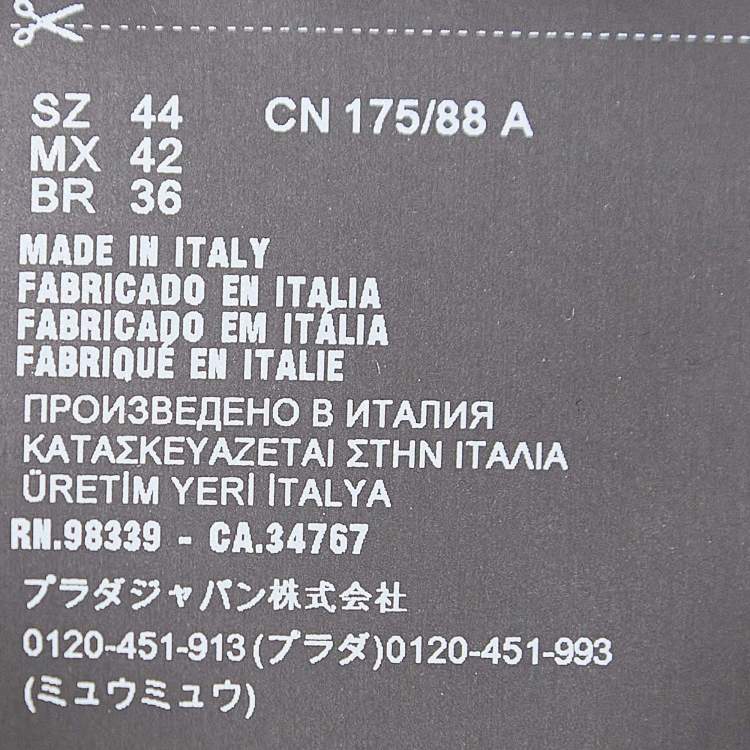 SZ 44 CN 175/88 A
MX 42
BR 36
MADE IN ITALY
FABRICADO EN ITALIA
FABRICADO EM ITÁLIA
FABRIQUÉ EN ITALIE
ПРОИЗВЕДЕНО В ИТАЛИЯ
ΚΑΤΑΣΚΕΥΑΖΕΤΑΙ ΣΤΗΝ ΙΤΑΛΙΑ
ÜRETİM YERİ İTALYA
RN.98339 - CA.34767
プラダジャパン株式会社
0120-451-913(プラダ)0120-451-993
(ミュウミュウ)